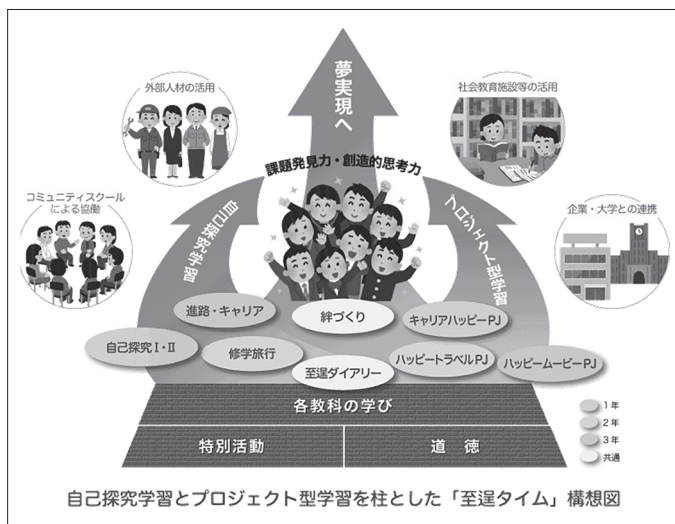 夢実現へ
外部人材の活用
社会教育施設等の活用
課題発見力・創造的思考力
コミュニティスクール
による協働
企業・大学との連携
自己探究学習
プロジェクト型学習
進路・キャリア
絆づくり
キャリアハッピーPJ
自己探究Ⅰ・Ⅱ
修学旅行
至逞ダイアリー
ハッピートラベルPJ
ハッピームービーPJ
各教科の学び
特別活動
道徳
1年
2年
3年
共通
自己探究学習とプロジェクト型学習を柱とした「至逞タイム」構想図